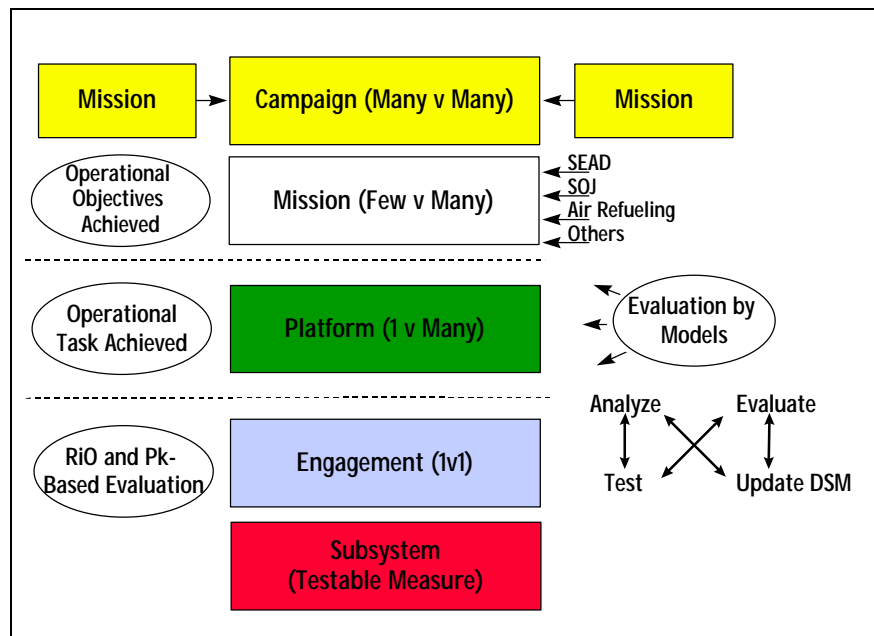 Mission
Campaign (Many v Many)
Mission
Operational
Objectives
Achieved
Mission (Few v Many)
SEAD
SOJ
Air Refueling
Others
Operational
Task Achieved
Platform (1 v Many)
Evaluation by
Models
RiO and Pk-
Based Evaluation
Engagement (1v1)
Analyze
Evaluate
Test
Update DSM
Subsystem
(Testable Measure)